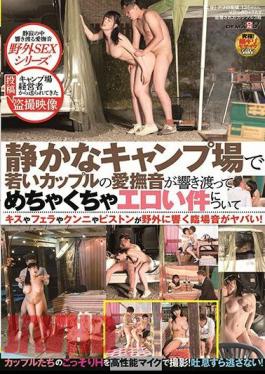 静寂の中
響き渡る愛撫音
野外SEX
シリーズ
投稿
キャンプ場
経営者
から送られてきた
盗撮映像
静かなキャンプ場で
若いカップルの愛撫音が響き渡って
めちゃくちゃエロい件について
キスやフェラやクンニやピストンが野外に響く臨場音がヤバい!
カップルたちのこっそりHを高性能マイクで撮影!吐息すら逃さない!